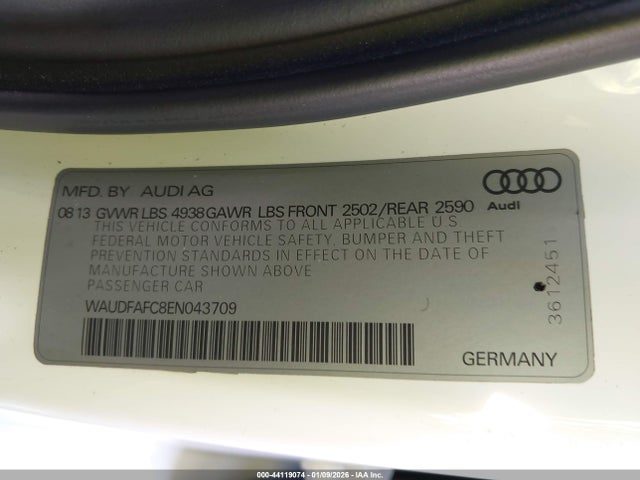 MFD. BY AUDI AG
Audi
08 13 GVWR LBS 4938 GAWR LBS FRONT 2502/REAR 2590
THIS VEHICLE CONFORMS TO ALL APPLICABLE U.S.
FEDERAL MOTOR VEHICLE SAFETY, BUMPER AND THEFT
PREVENTION STANDARDS IN EFFECT ON THE DATE OF
MANUFACTURE SHOWN ABOVE
PASSENGER CAR
WAUDFAFC8EN043709
3612451
GERMANY
000-44119074 | 01/09/2026 | IAA Inc.